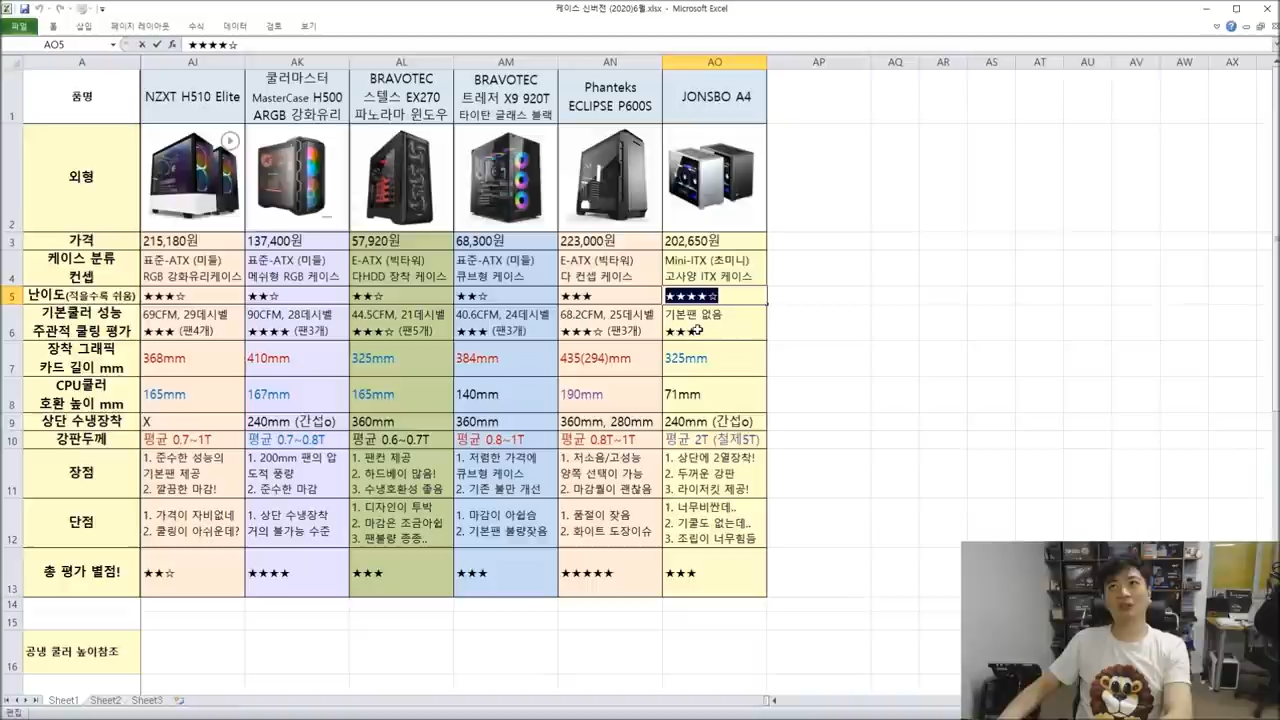 케이스 신버전 (2020)6월.xlsx - Microsoft Excel
파일 홈 삽입 페이지 레이아웃 수식 데이터 검토 보기
AO5 ★★★★☆
A AJ AK AL AM AN AO AP AQ AR AS AT AU AV AW AX
1 품명 NZXT H510 Elite 쿨러마스터 MasterCase H500 ARGB 강화유리 BRAVOTEC 스텔스 EX270 파노라마 윈도우 BRAVOTEC 트레저 X9 920T 타이탄 글래스 블랙 Phanteks ECLIPSE P600S JONSBO A4
2 외형
3 가격 215,180원 137,400원 57,920원 68,300원 223,000원 202,650원
4 케이스 분류 표준-ATX (미들) 표준-ATX (미들) E-ATX (빅타워) 표준-ATX (미들) E-ATX (빅타워) Mini-ITX (초미니)
컨셉 RGB 강화유리케이스 메쉬형 RGB 케이스 다HDD 장착 케이스 큐브형 케이스 다 컨셉 케이스 고사양 ITX 케이스
5 난이도(적을수록 쉬움) ★★★☆ ★★☆ ★★☆ ★★☆ ★★★ ★★★★☆
6 기본쿨러 성능 69CFM, 29데시벨 90CFM, 28데시벨 44.5CFM, 21데시벨 40.6CFM, 24데시벨 68.2CFM, 25데시벨 기본팬 없음
주관적 쿨링 평가 ★★★ (팬4개) ★★★★ (팬3개) ★★★☆ (팬5개) ★★★ (팬3개) ★★★☆ (팬3개) ★★★
7 장착 그래픽 카드 길이 mm 368mm 410mm 325mm 384mm 435(294)mm 325mm
8 CPU쿨러 호환 높이 mm 165mm 167mm 165mm 140mm 190mm 71mm
9 상단 수냉장착 X 240mm (간섭o) 360mm 360mm 360mm, 280mm 240mm (간섭o)
10 강판두께 평균 0.7~1T 평균 0.7~0.8T 평균 0.6~0.7T 평균 0.8~1T 평균 0.8T~1T 평균 2T (철제5T)
11 장점 1. 준수한 성능의 기본팬 제공 2. 깔끔한 마감! 1. 200mm 팬의 압도적 풍량 2. 준수한 마감 1. 팬컨 제공 2. 하드베이 많음! 3. 수냉호환성 좋음 1. 저렴한 가격에 큐브형 케이스 2. 기존 불만 개선 1. 저소음/고성능 양쪽 선택이 가능 2. 마감퀄이 괜찮음 1. 상단에 2열장착! 2. 두꺼운 강판 3. 라이저킷 제공!
12 단점 1. 가격이 자비없네 2. 쿨링이 아쉬운데? 1. 상단 수냉장착 거의 불가능 수준 1. 디자인이 투박 2. 마감은 조금아쉽 3. 팬불량 종종.. 1. 마감이 아쉽슴 2. 기본팬 불량잦음 1. 품절이 잦음 2. 화이트 도장이슈 1. 너무비싼데.. 2. 기쿨도 없는데.. 3. 조립이 너무힘듬
13 총 평가 별점! ★★☆ ★★★★ ★★★ ★★★ ★★★★★ ★★★
14
15
16 공냉 쿨러 높이참조
Sheet1 Sheet2 Sheet3
편집